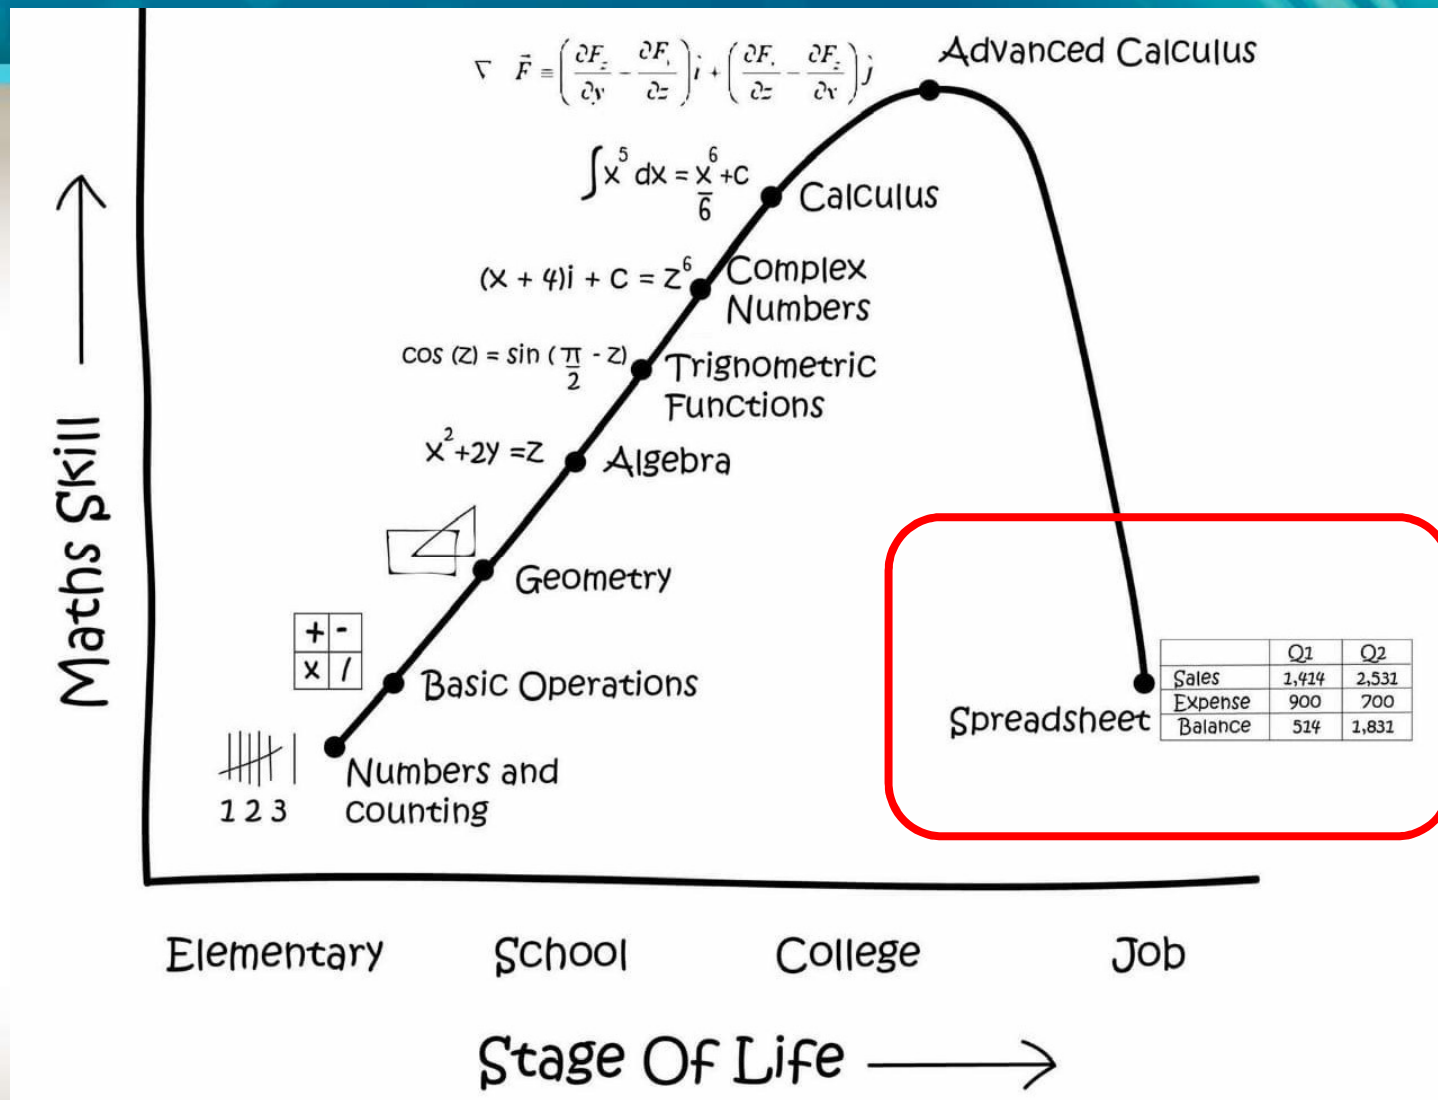 ∇ F⃗ = (∂F_z/∂y - ∂F/∂z)i + (∂F/∂z - ∂F_z/∂x)j
Advanced Calculus
∫x⁵ dx = x⁶/6 +c
Calculus
(x + 4)i + c = z⁶
Complex
Numbers
cos (z) = sin (π/2 - z)
Trignometric
Functions
x²+2y =z
Algebra
Geometry
+ -
x /
Basic Operations
Numbers and
counting
1 2 3
Spreadsheet
Q1 Q2
Sales 1,414 2,531
Expense 900 700
Balance 514 1,831
Maths Skill
Elementary School College Job
Stage Of Life